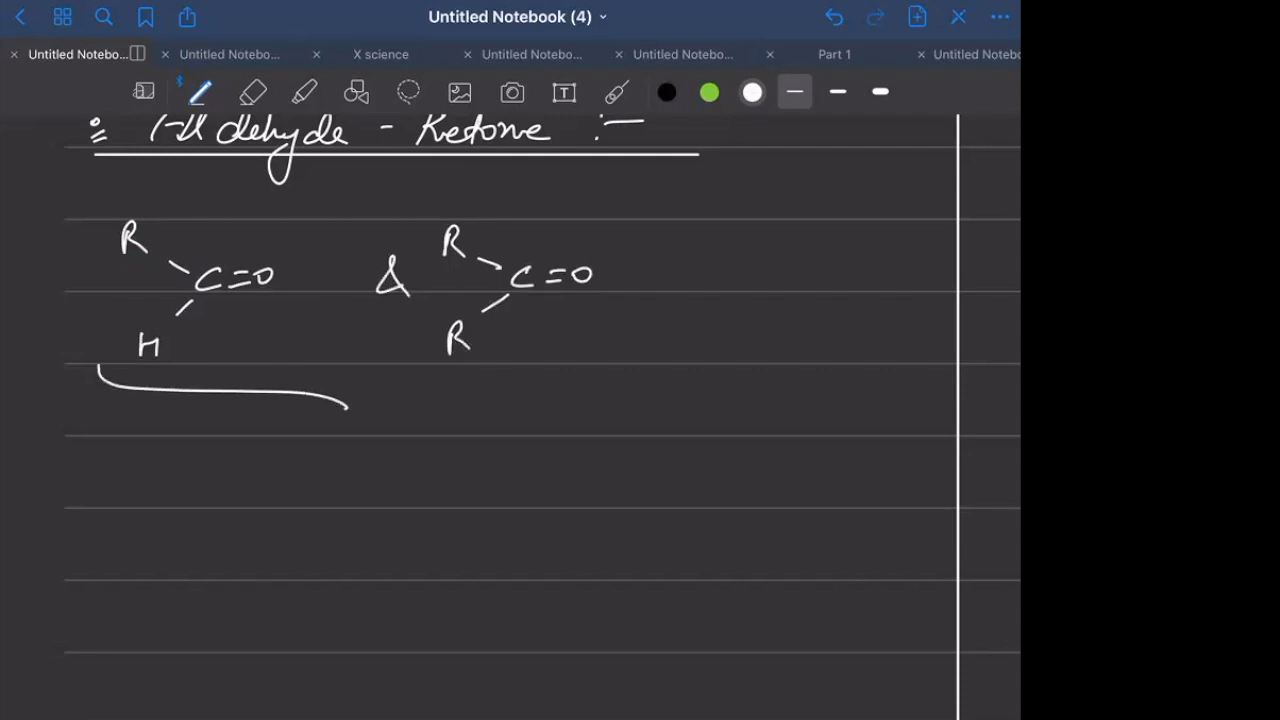 Untitled Notebook (4)
Untitled Notebo... Untitled Notebo... X science Untitled Notebo... Untitled Notebo... Part 1 Untitled Notebo
T
Aldehyde - Ketone :-
R R
C=O & C=O
H R